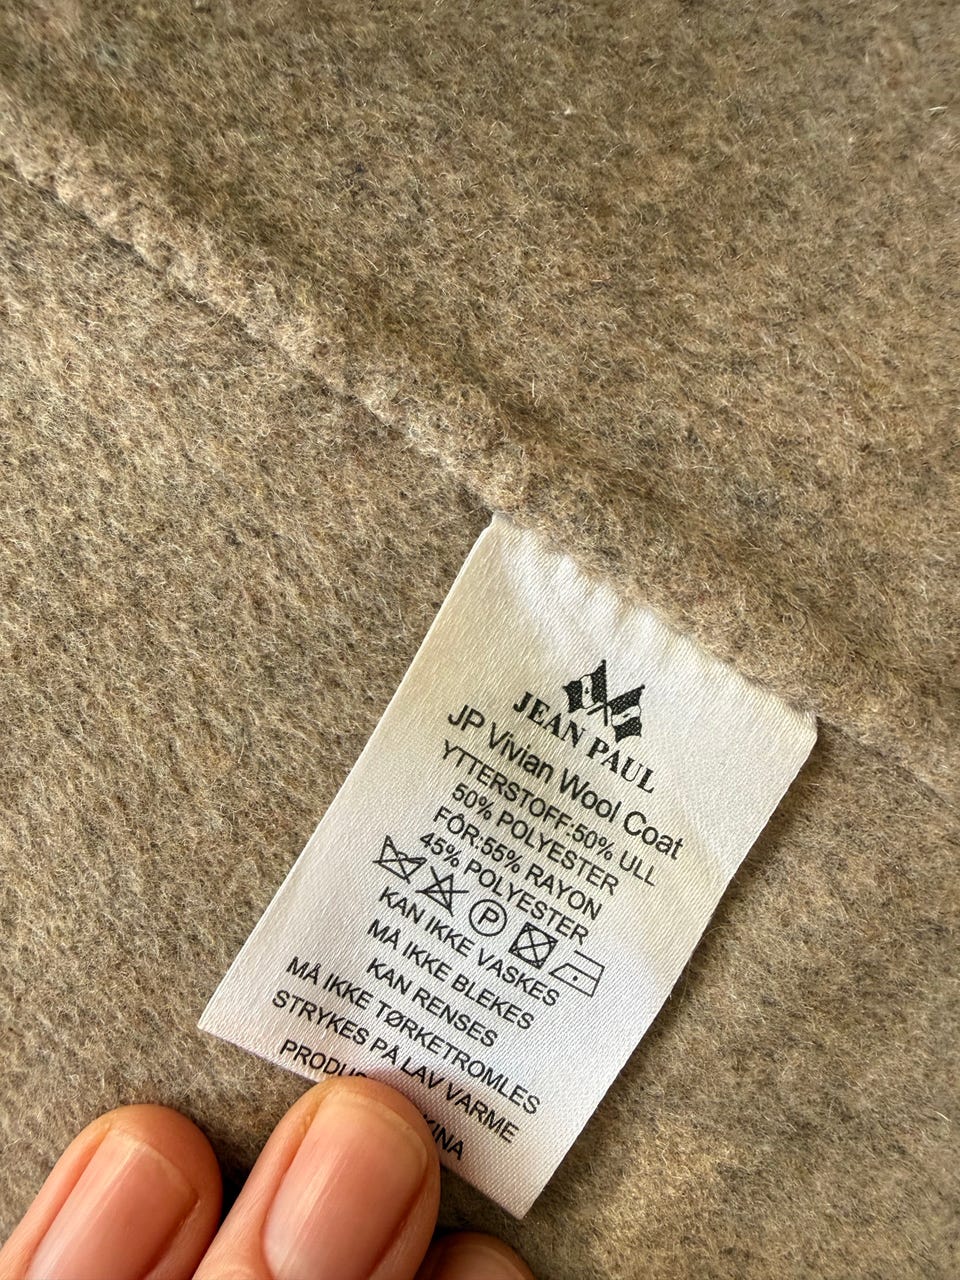 JEAN PAUL
JP Vivian Wool Coat
YTTERSTOFF:50% ULL
50% POLYESTER
FÔR:55% RAYON
45% POLYESTER
P
KAN IKKE VASKES
MÅ IKKE BLEKES
KAN RENSES
MÅ IKKE TØRKETROMLES
STRYKES PÅ LAV VARME